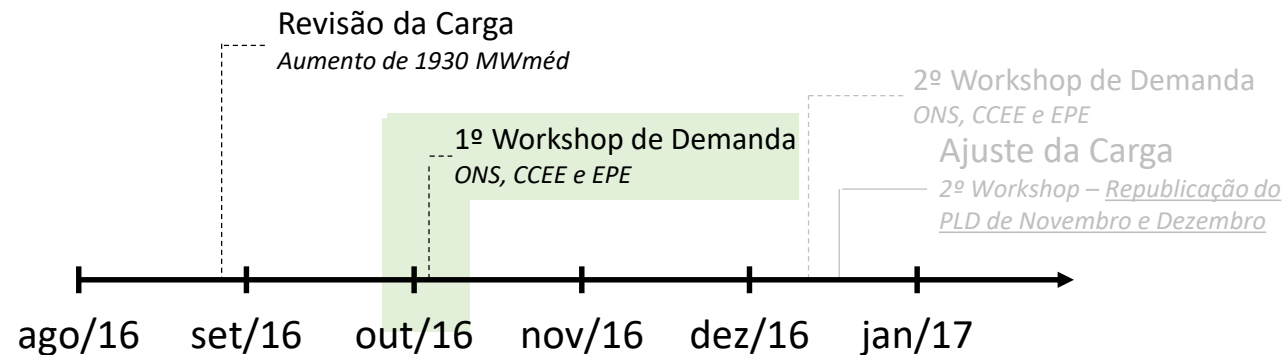 Revisão da Carga
Aumento de 1930 MWméd
1º Workshop de Demanda
ONS, CCEE e EPE
2º Workshop de Demanda
ONS, CCEE e EPE
Ajuste da Carga
2º Workshop – Republicação do
PLD de Novembro e Dezembro
ago/16 set/16 out/16 nov/16 dez/16 jan/17